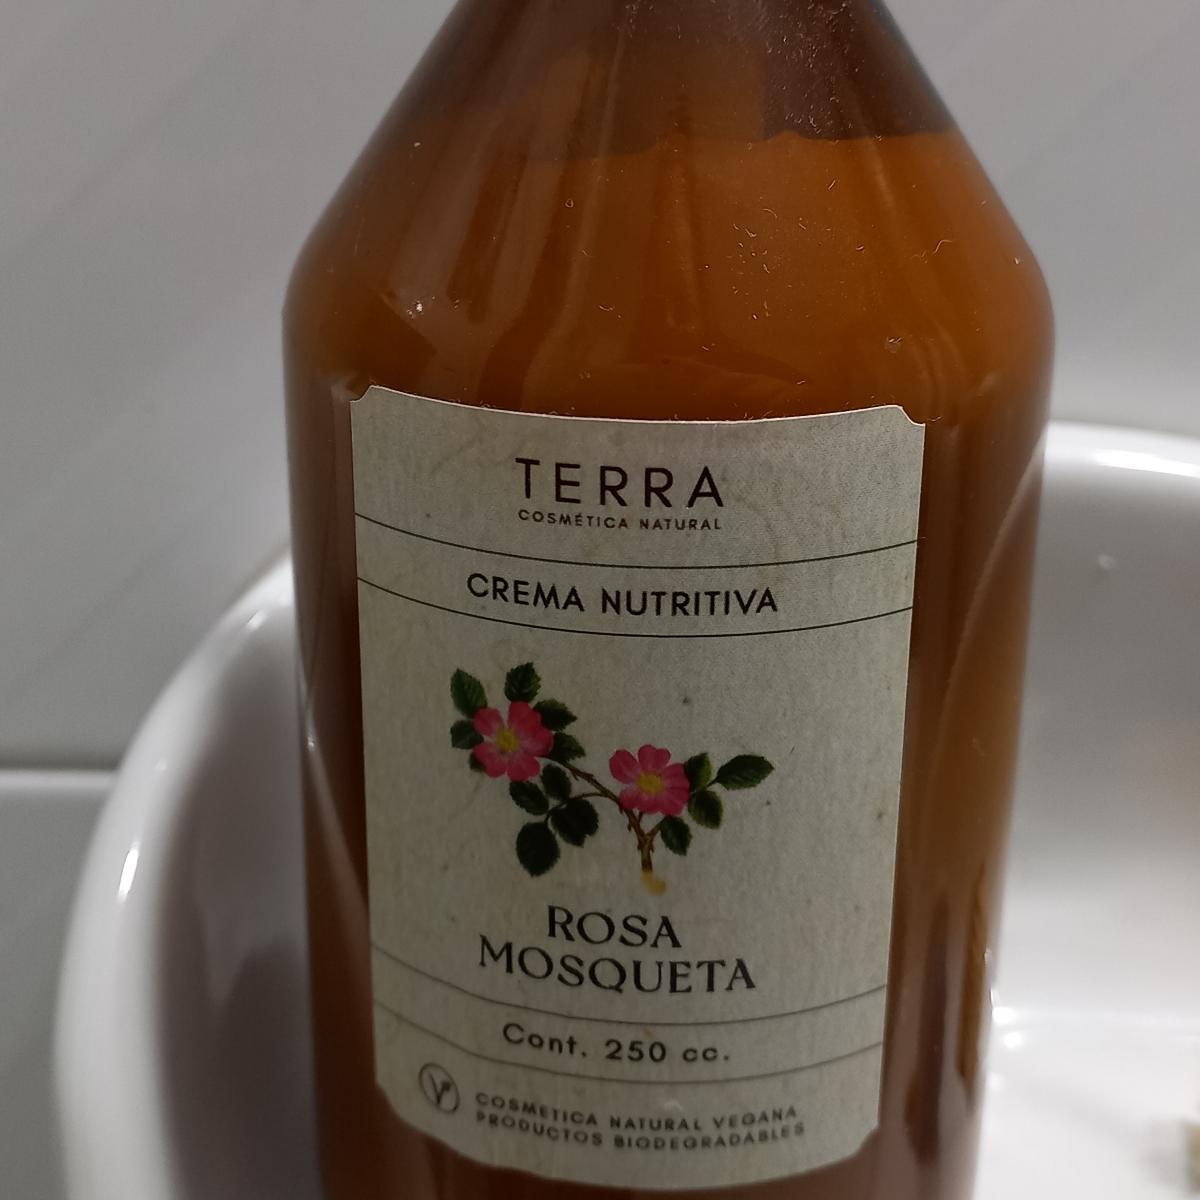 TERRA
COSMÉTICA NATURAL
CREMA NUTRITIVA
ROSA
MOSQUETA
Cont. 250 cc.
COSMETICA NATURAL VEGANA
PRODUCTOS BIODEGRADABLES